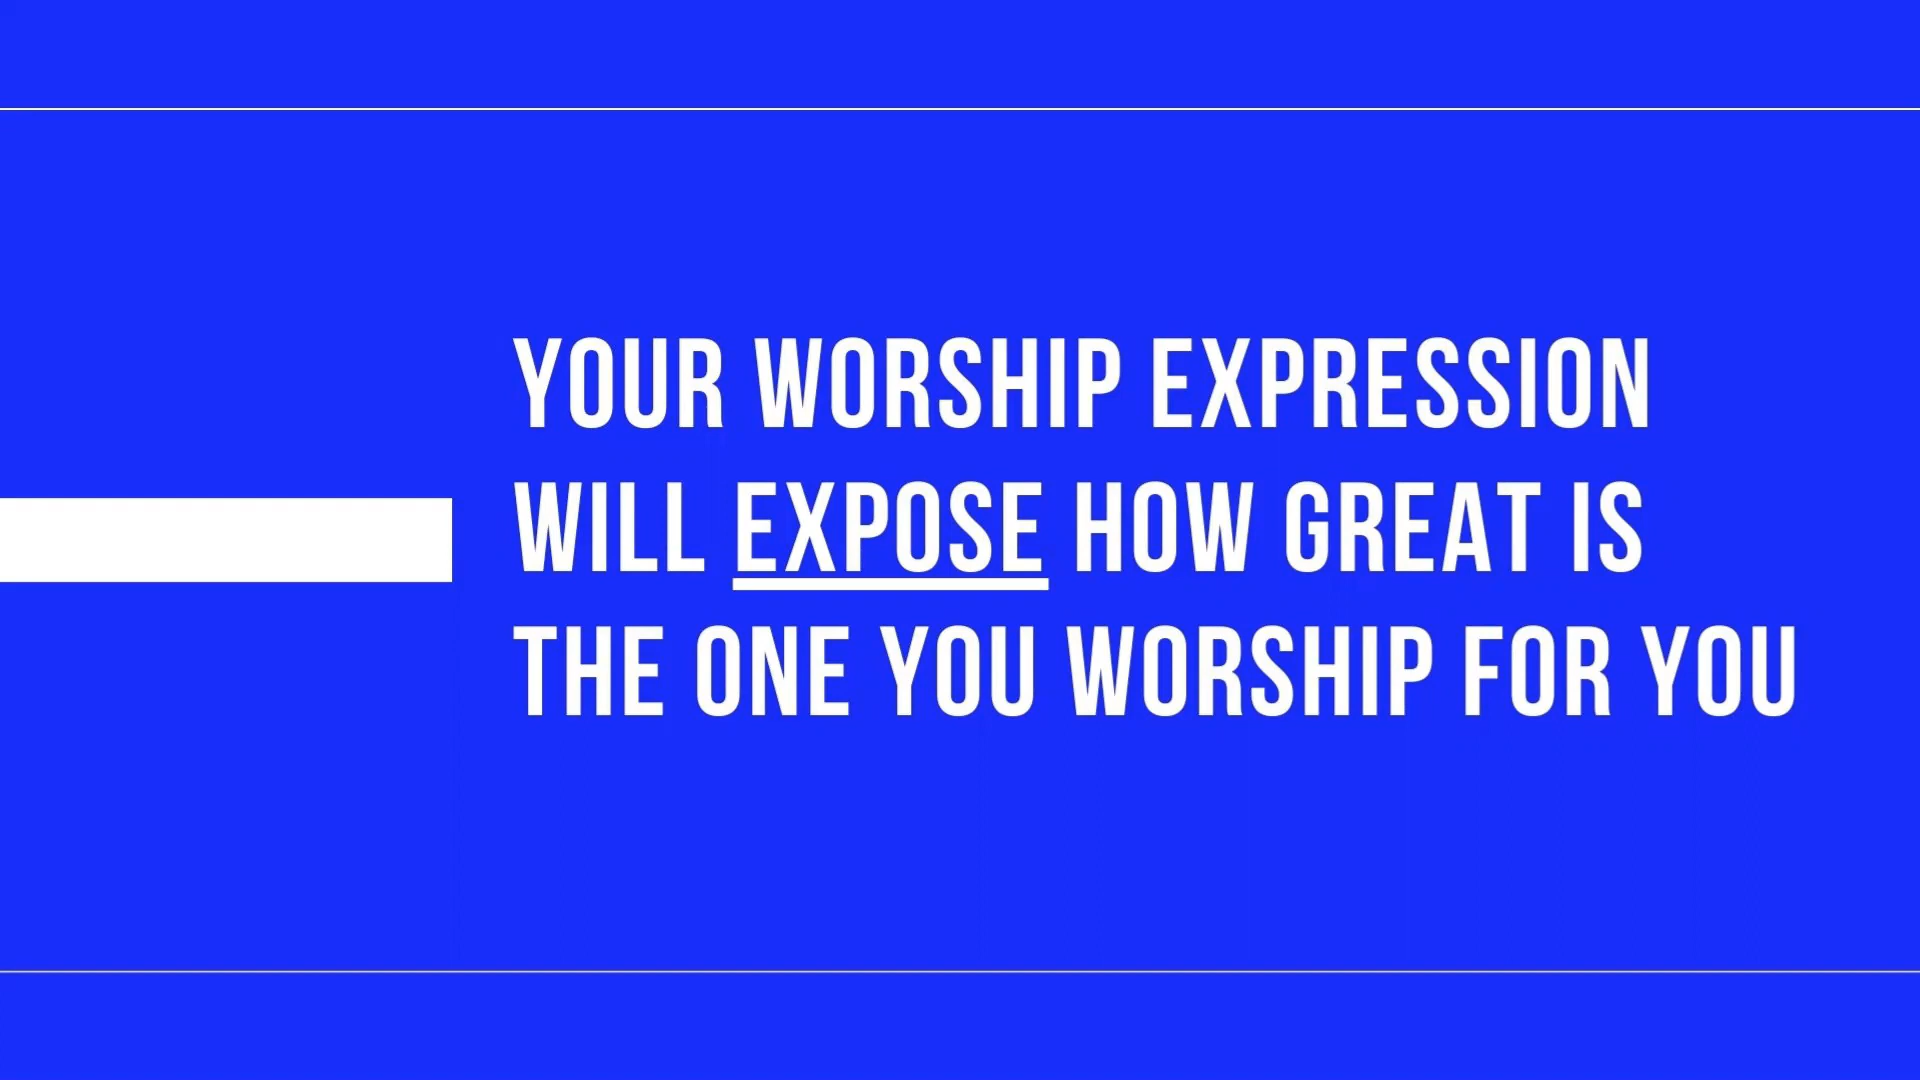 YOUR WORSHIP EXPRESSION
WILL EXPOSE HOW GREAT IS
THE ONE YOU WORSHIP FOR YOU